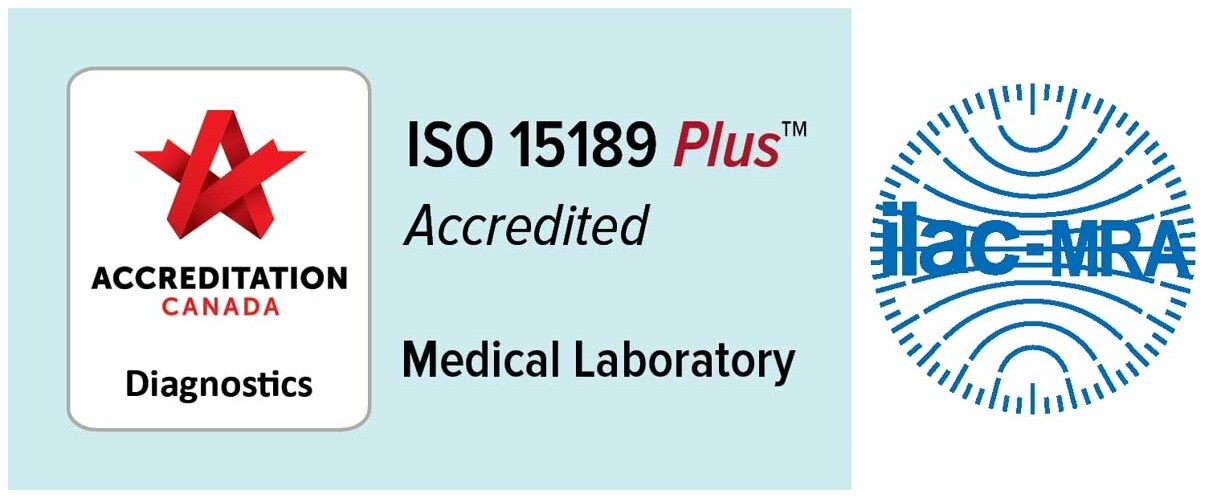 ACCREDITATION
CANADA
Diagnostics
ISO 15189 Plus™
Accredited
Medical Laboratory
ilac-MRA